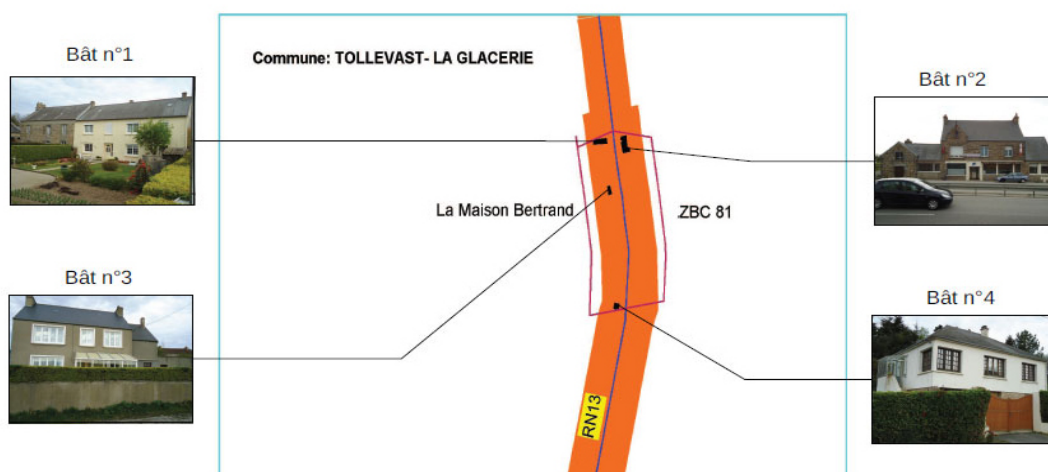 Bât n°1
Commune: TOLLEVAST- LA GLACERIE
Bât n°2
La Maison Bertrand
ZBC 81
Bât n°3
Bât n°4
RN13